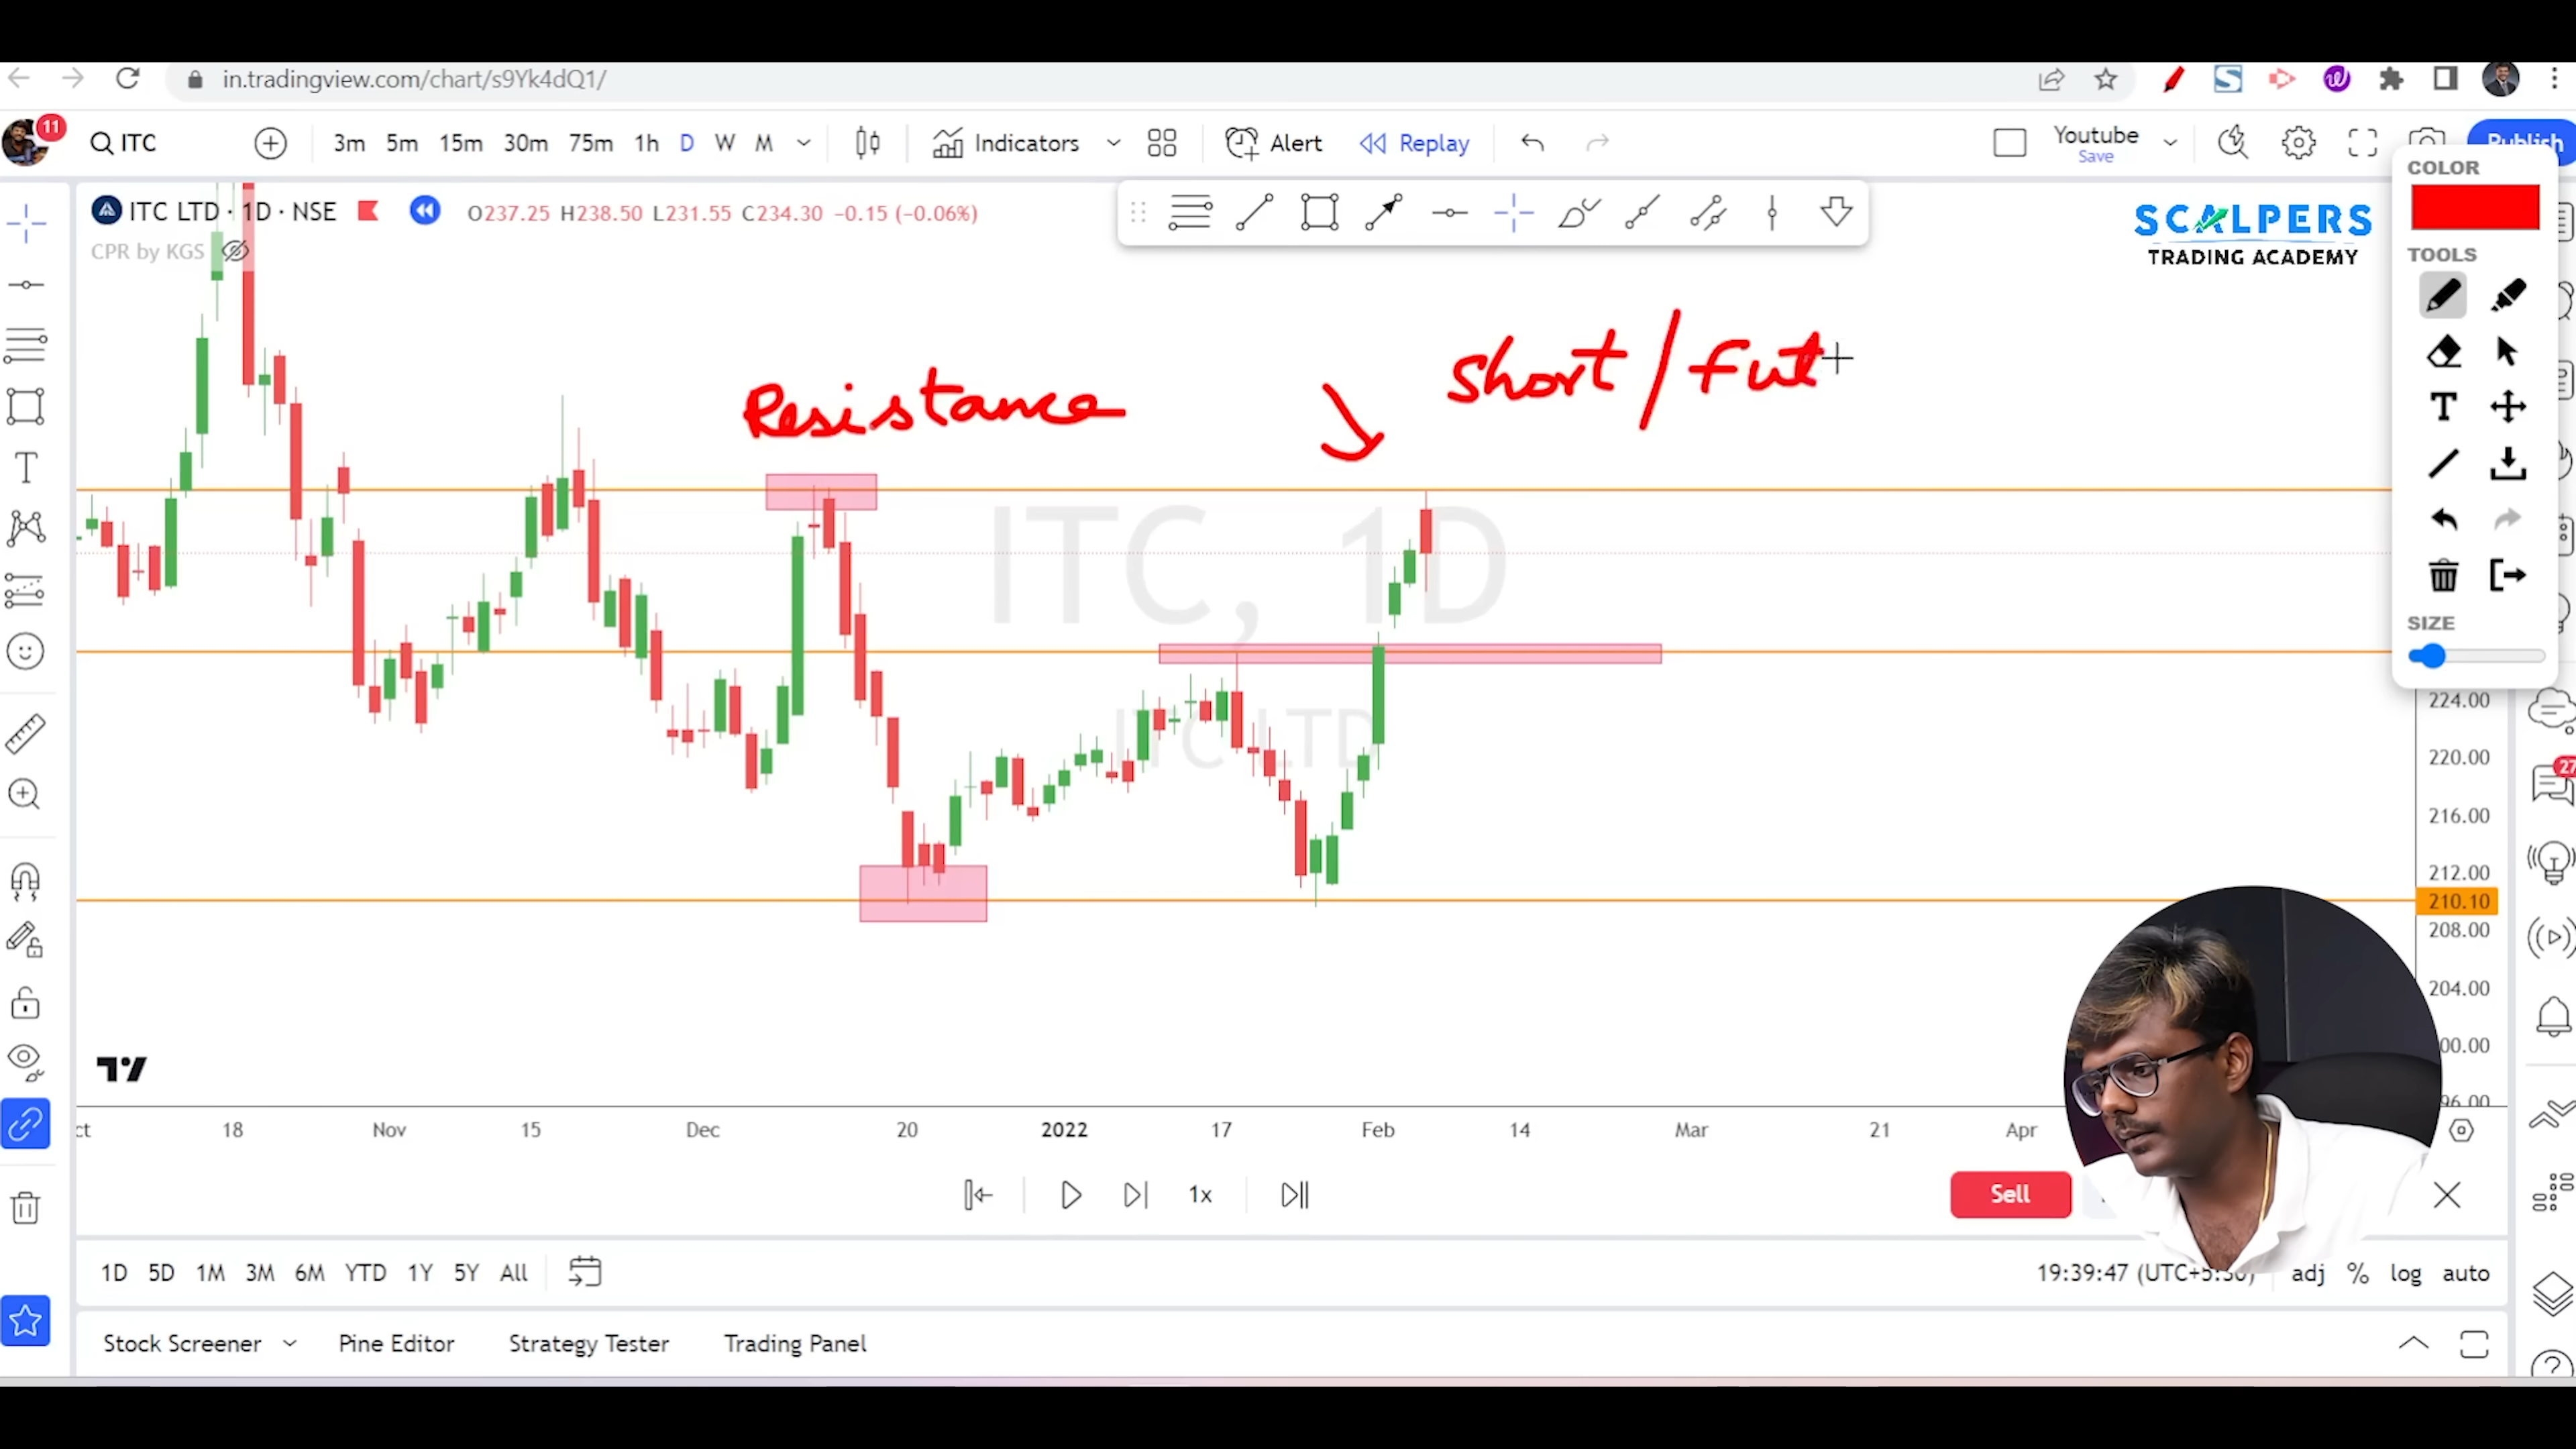 in.tradingview.com/chart/s9Yk4dQ1/
11
ITC
3m 5m 15m 30m 75m 1h D W M
Indicators
Alert
Replay
Youtube
Save
Publish
ITC LTD · 1D · NSE
O237.25 H238.50 L231.55 C234.30 −0.15 (−0.06%)
CPR by KGS
SCALPERS
TRADING ACADEMY
COLOR
TOOLS
T
SIZE
Resistance
Short/fut
ITC, 1D
ITC LTD
224.00
220.00
216.00
212.00
210.10
208.00
204.00
27
18 Nov 15 Dec 20 2022 17 Feb 14 Mar 21 Apr
1x
Sell
1D 5D 1M 3M 6M YTD 1Y 5Y All
19:39:47 (UTC+5:30) adj % log auto
Stock Screener Pine Editor Strategy Tester Trading Panel